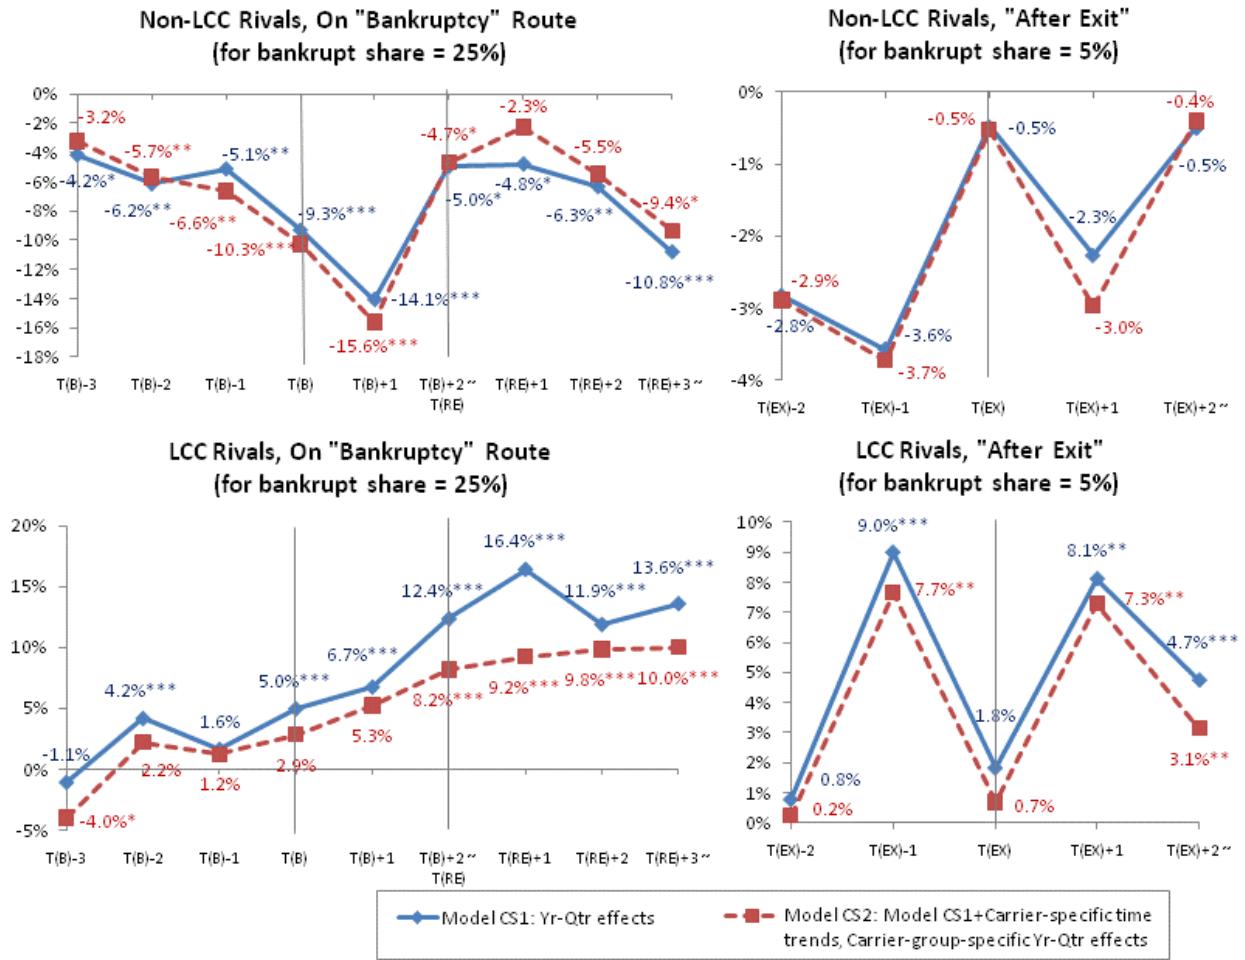 Non-LCC Rivals, On "Bankruptcy" Route
(for bankrupt share = 25%)
0%
-2%
-4%
-6%
-8%
-10%
-12%
-14%
-16%
-18%
-3.2%
-5.7%**
-5.1%**
-4.2%*
-6.2%**
-6.6%**
-10.3%***
-9.3%***
-14.1%***
-15.6%***
-4.7%*
-5.0%*
-2.3%
-4.8%*
-5.5%
-6.3%**
-9.4%*
-10.8%***
T(B)-3
T(B)-2
T(B)-1
T(B)
T(B)+1
T(B)+2 ~
T(RE)
T(RE)+1
T(RE)+2
T(RE)+3 ~
Non-LCC Rivals, "After Exit"
(for bankrupt share = 5%)
0%
-1%
-2%
-3%
-4%
-2.9%
-2.8%
-3.6%
-3.7%
-0.5%
-0.5%
-2.3%
-3.0%
-0.4%
-0.5%
T(EX)-2
T(EX)-1
T(EX)
T(EX)+1
T(EX)+2 ~
LCC Rivals, On "Bankruptcy" Route
(for bankrupt share = 25%)
20%
15%
10%
5%
0%
-5%
-1.1%
-4.0%*
4.2%***
2.2%
1.6%
1.2%
5.0%***
2.9%
6.7%***
5.3%
12.4%***
8.2%***
16.4%***
9.2%***
11.9%***
9.8%***
13.6%***
10.0%***
T(B)-3
T(B)-2
T(B)-1
T(B)
T(B)+1
T(B)+2 ~
T(RE)
T(RE)+1
T(RE)+2
T(RE)+3 ~
LCC Rivals, "After Exit"
(for bankrupt share = 5%)
10%
9%
8%
7%
6%
5%
4%
3%
2%
1%
0%
0.8%
0.2%
9.0%***
7.7%**
1.8%
0.7%
8.1%**
7.3%**
4.7%***
3.1%**
T(EX)-2
T(EX)-1
T(EX)
T(EX)+1
T(EX)+2 ~
Model CS1: Yr-Qtr effects
Model CS2: Model CS1+Carrier-specific time
trends, Carrier-group-specific Yr-Qtr effects